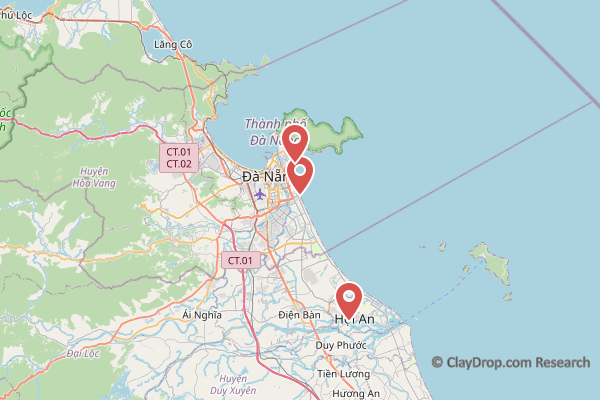 Phú Lộc
Lăng Cô
Thành phố
Đà Nẵng
CT.01
CT.02
Huyện
Hòa Vang
Đà Nẵng
CT.01
Ái Nghĩa
Điện Bàn
Hội An
Đại Lộc
Duy Phước
Tiên Lương
Huyện
Duy Xuyên
Hương An
© ClayDrop.com Research